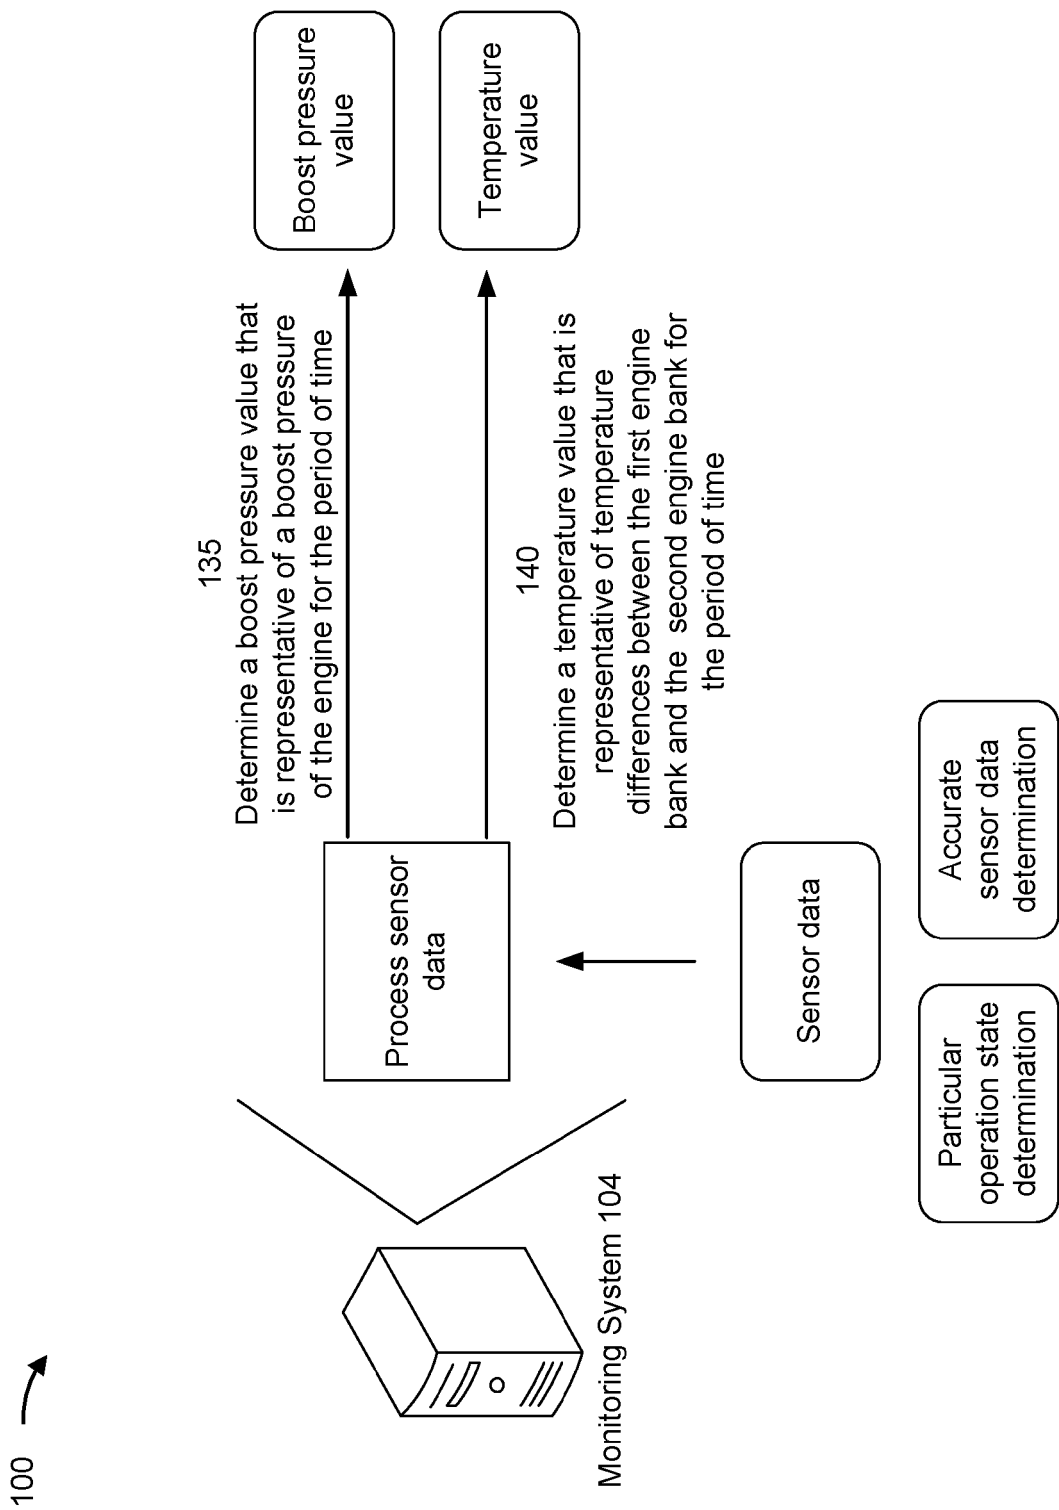 100
135
Determine a boost pressure value that
is representative of a boost pressure
of the engine for the period of time
Boost pressure
value
Process sensor
data
Temperature
value
140
Determine a temperature value that is
representative of temperature
differences between the first engine
bank and the second engine bank for
the period of time
Monitoring System 104
Sensor data
Particular
operation state
determination
Accurate
sensor data
determination